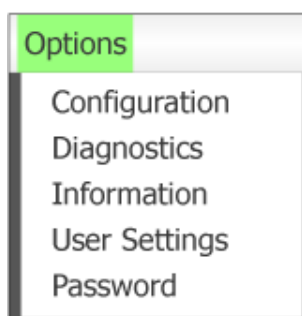 Options
Configuration
Diagnostics
Information
User Settings
Password